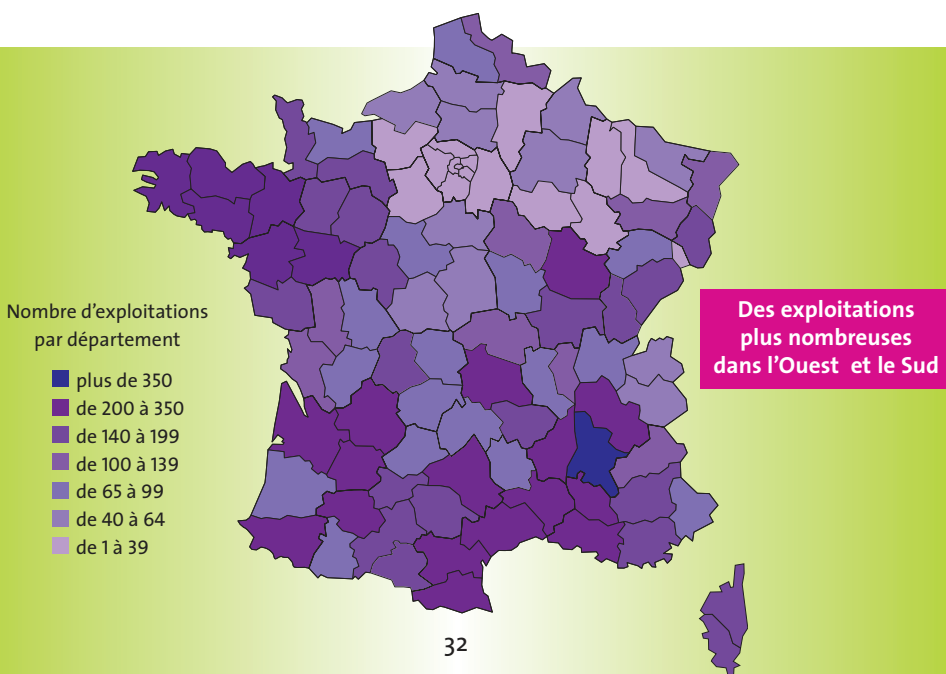 Nombre d'exploitations
par département
plus de 350
de 200 à 350
de 140 à 199
de 100 à 139
de 65 à 99
de 40 à 64
de 1 à 39
Des exploitations
plus nombreuses
dans l'Ouest et le Sud
32